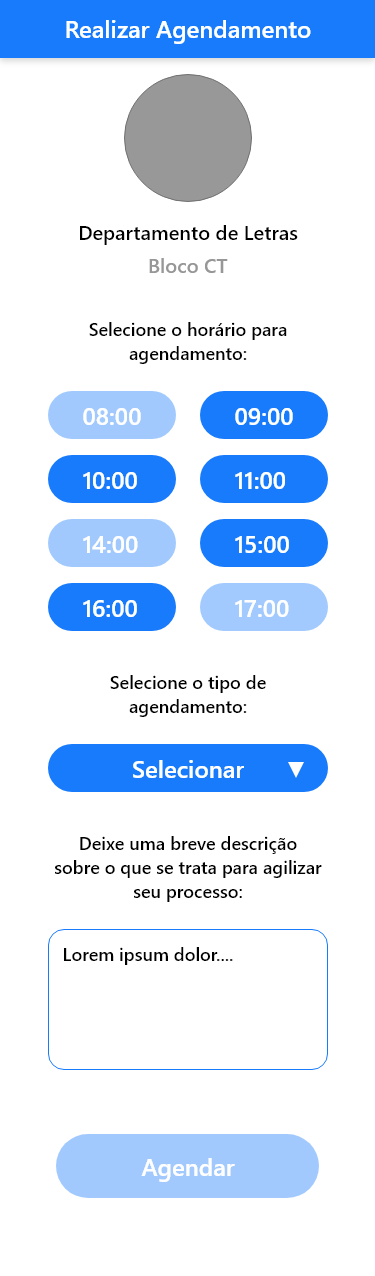 Realizar Agendamento
Departamento de Letras
Bloco CT
Selecione o horário para
agendamento:
08:00 09:00
10:00 11:00
14:00 15:00
16:00 17:00
Selecione o tipo de
agendamento:
Selecionar ▼
Deixe uma breve descrição
sobre o que se trata para agilizar
seu processo:
Lorem ipsum dolor....
Agendar